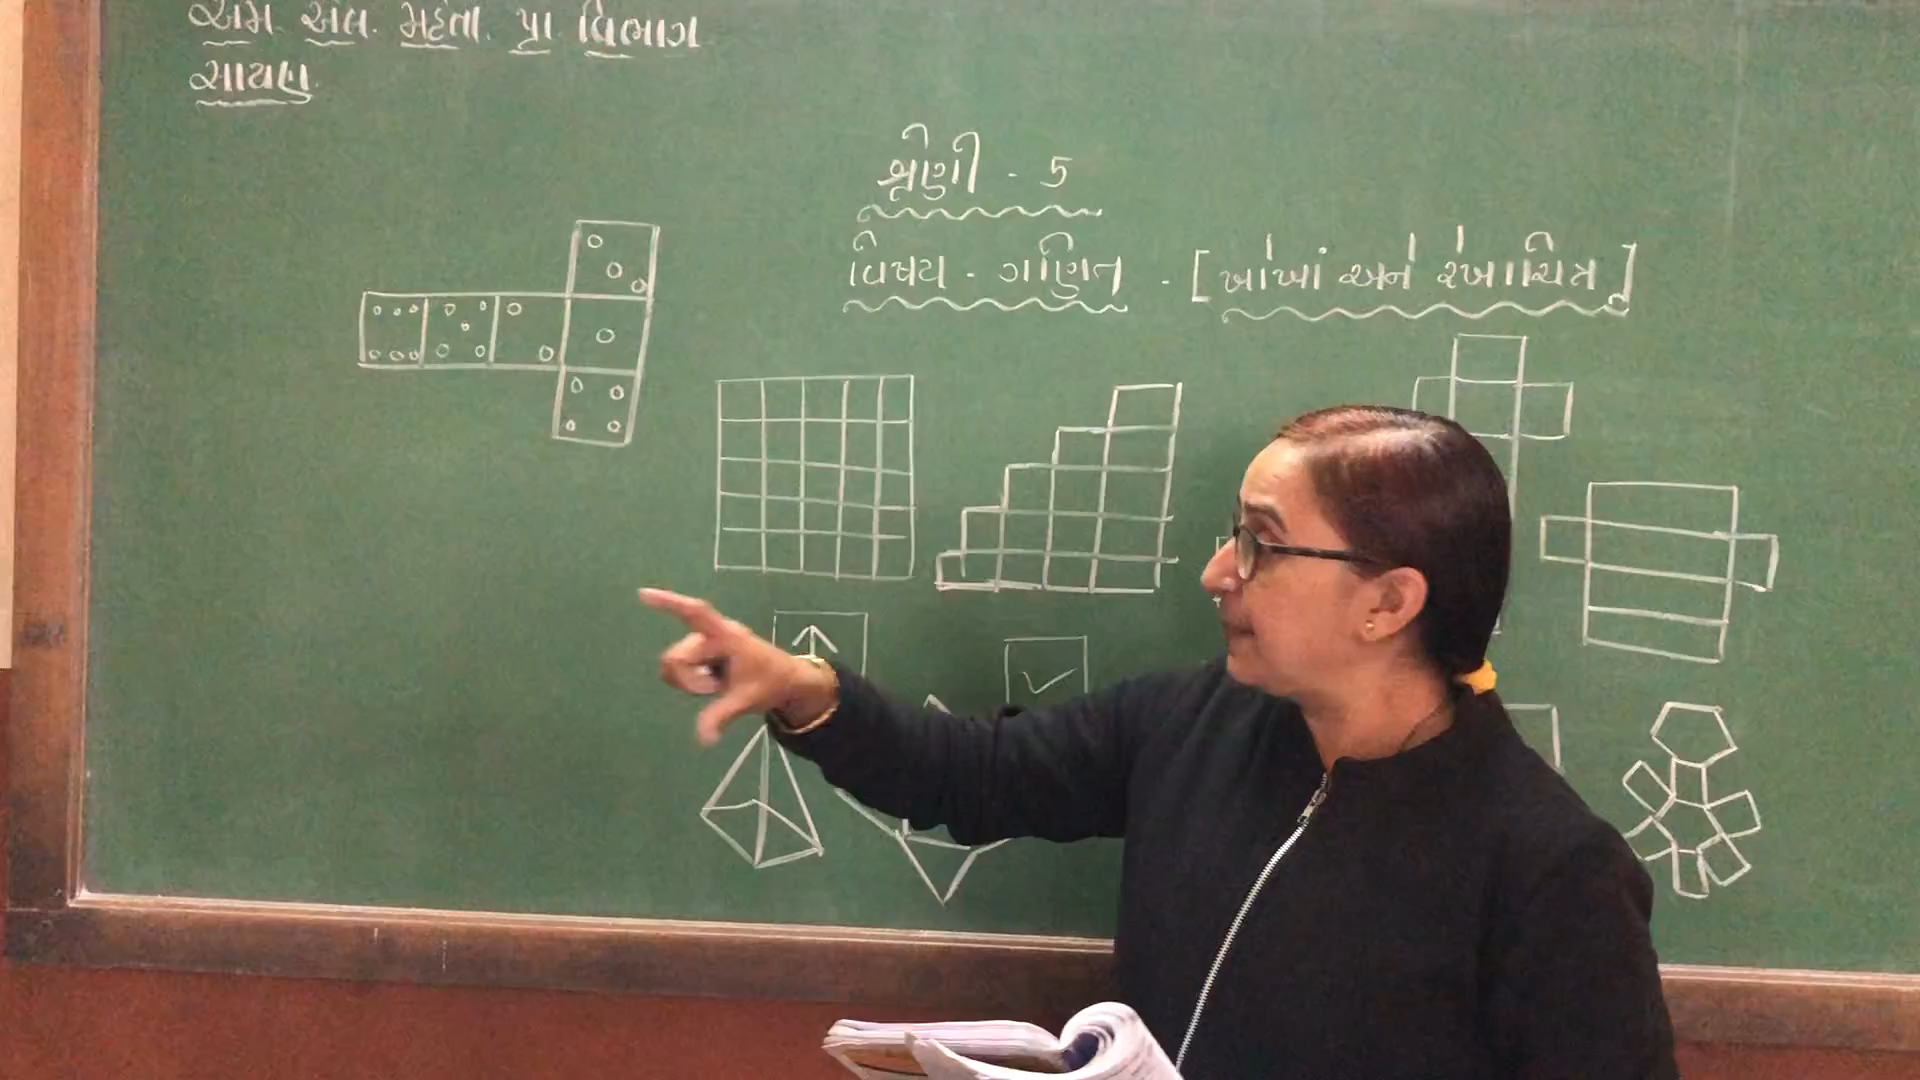 એમ. એલ. મહેતા. પ્રા વિભાગ
સાયણ.
શ્રેણી - 5
વિષય - ગણિત - [ખોખાં અને રેખાચિત્ર]